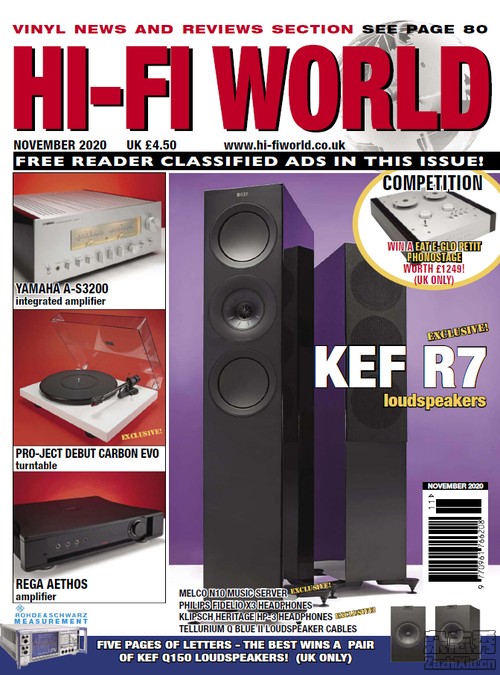 VINYL NEWS AND REVIEWS SECTION SEE PAGE 80
HI-FI WORLD
NOVEMBER 2020 UK £4.50 www.hi-fiworld.co.uk
FREE READER CLASSIFIED ADS IN THIS ISSUE!
COMPETITION
WIN A EAT E-GLO PETIT
PHONOSTAGE
WORTH £1249!
(UK ONLY)
YAMAHA A-S3200
integrated amplifier
KEF
EXCLUSIVE!
KEF R7
loudspeakers
EXCLUSIVE!
PRO-JECT DEBUT CARBON EVO
turntable
REGA AETHOS
amplifier
NOVEMBER 2020
11
9 770961 766208
MELCO N10 MUSIC SERVER EXCLUSIVE!
PHILIPS FIDELIO X3 HEADPHONES
KLIPSCH HERITAGE HP-3 HEADPHONES EXCLUSIVE!
TELLURIUM Q BLUE II LOUDSPEAKER CABLES
ROHDE&SCHWARZ
MEASUREMENT
FIVE PAGES OF LETTERS - THE BEST WINS A PAIR
OF KEF Q150 LOUDSPEAKERS! (UK ONLY)